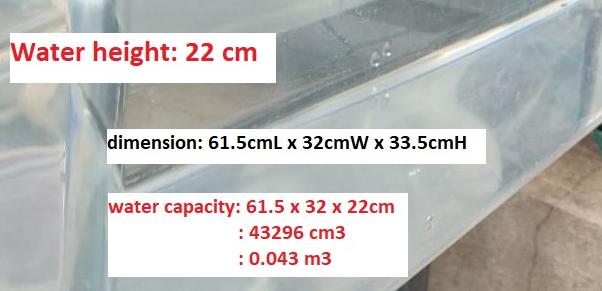 Water height: 22 cm
dimension: 61.5cmL x 32cmW x 33.5cmH
water capacity: 61.5 x 32 x 22cm
: 43296 cm3
: 0.043 m3